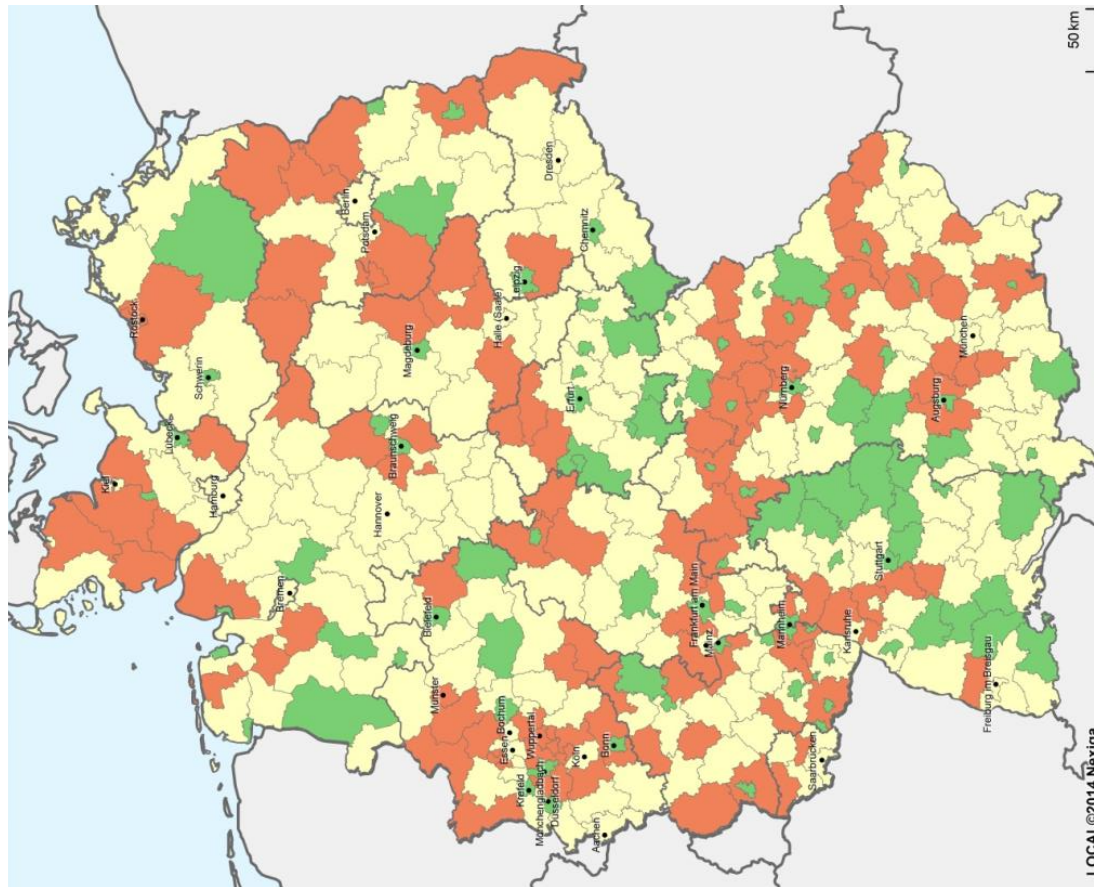 Kiel
Rostock
Lübeck
Schwerin
Hamburg
Bremen
Berlin
Potsdam
Hannover
Braunschweig
Magdeburg
Bielefeld
Münster
Bochum
Essen
Halle (Saale)
Leipzig
Krefeld
Wuppertal
Mönchengladbach
Düsseldorf
Dresden
Erfurt
Chemnitz
Köln
Aachen
Bonn
Frankfurt am Main
Mainz
Mannheim
Nürnberg
Saarbrücken
Karlsruhe
Stuttgart
Augsburg
München
Freiburg im Breisgau
50 km
LOCAL©2014 Nexiga